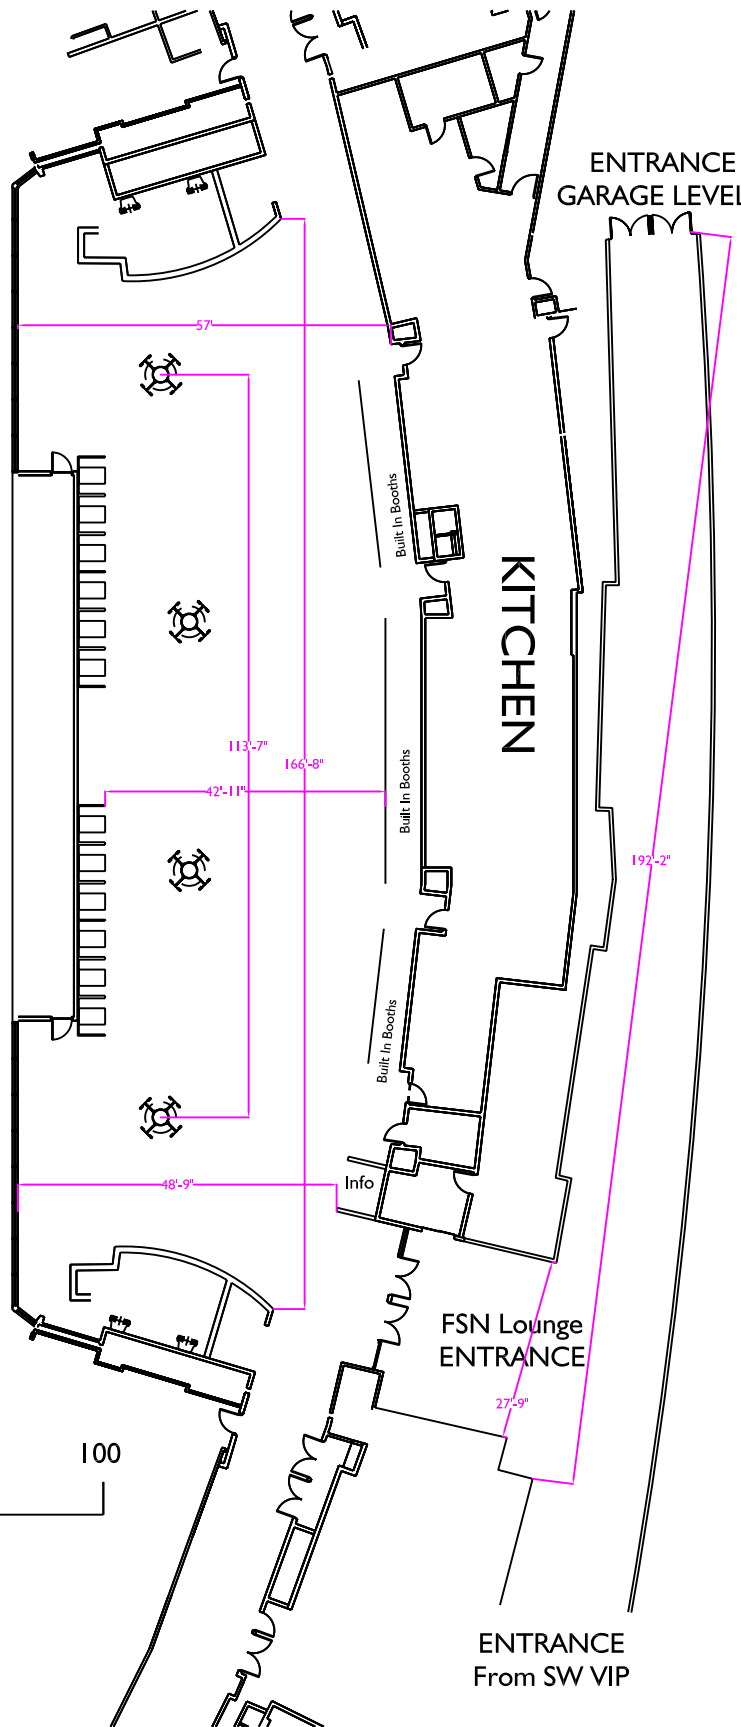 ENTRANCE
GARAGE LEVEL
57'
Built In Booths
KITCHEN
113'-7"
166'-8"
42'-11"
Built In Booths
192'-2"
Built In Booths
Info
48'-9"
FSN Lounge
ENTRANCE
27'-9"
100
ENTRANCE
From SW VIP